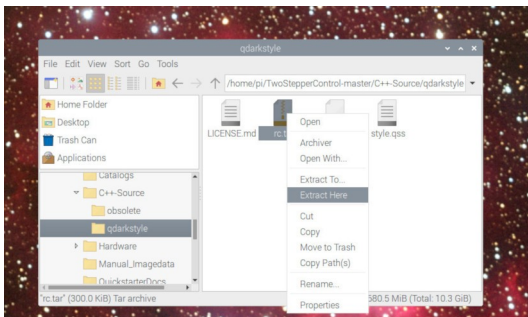 qdarkstyle
File Edit View Sort Go Tools
/home/pi/TwoStepperControl-master/C++-Source/qdarkstyle
Home Folder
Desktop
Trash Can
Applications
Catalogs
C++-Source
obsolete
qdarkstyle
Hardware
Manual_Imagedata
QuickstarterDocs
LICENSE.md
rc.t
style.qss
Open
Archiver
Open With...
Extract To...
Extract Here
Cut
Copy
Move to Trash
Copy Path(s)
Rename...
Properties
"rc.tar" (300.0 KiB) Tar archive
580.5 MiB (Total: 10.3 GiB)